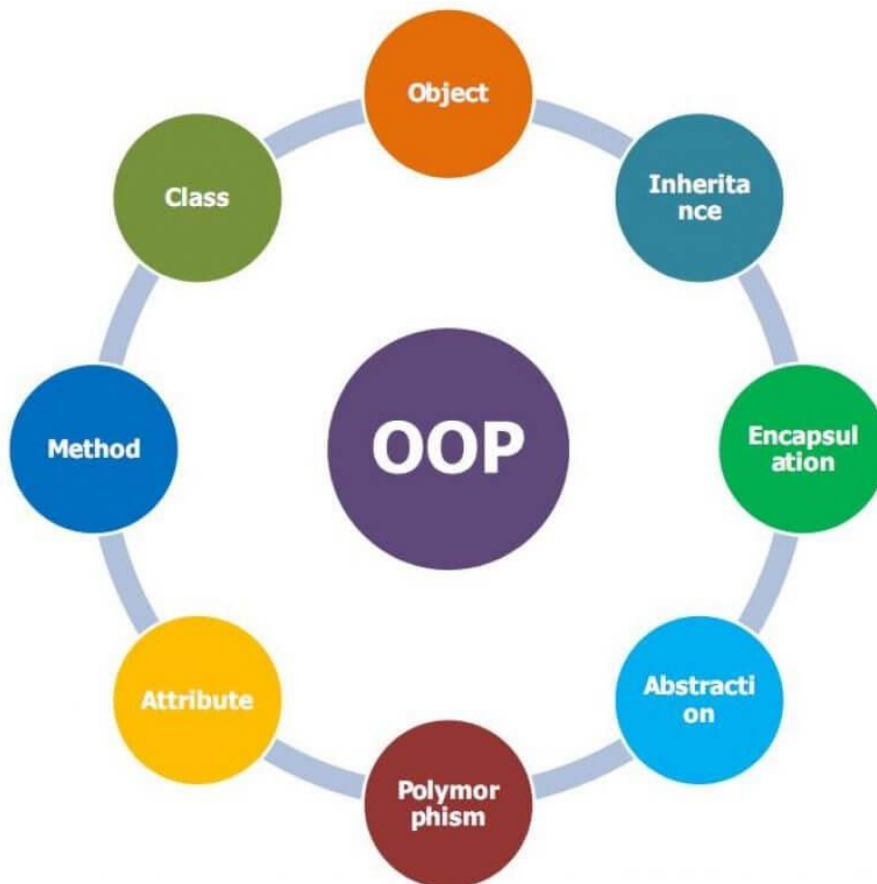 Object
Inherita
nce
Encapsul
ation
Abstracti
on
Polymor
phism
Attribute
Method
Class
OOP